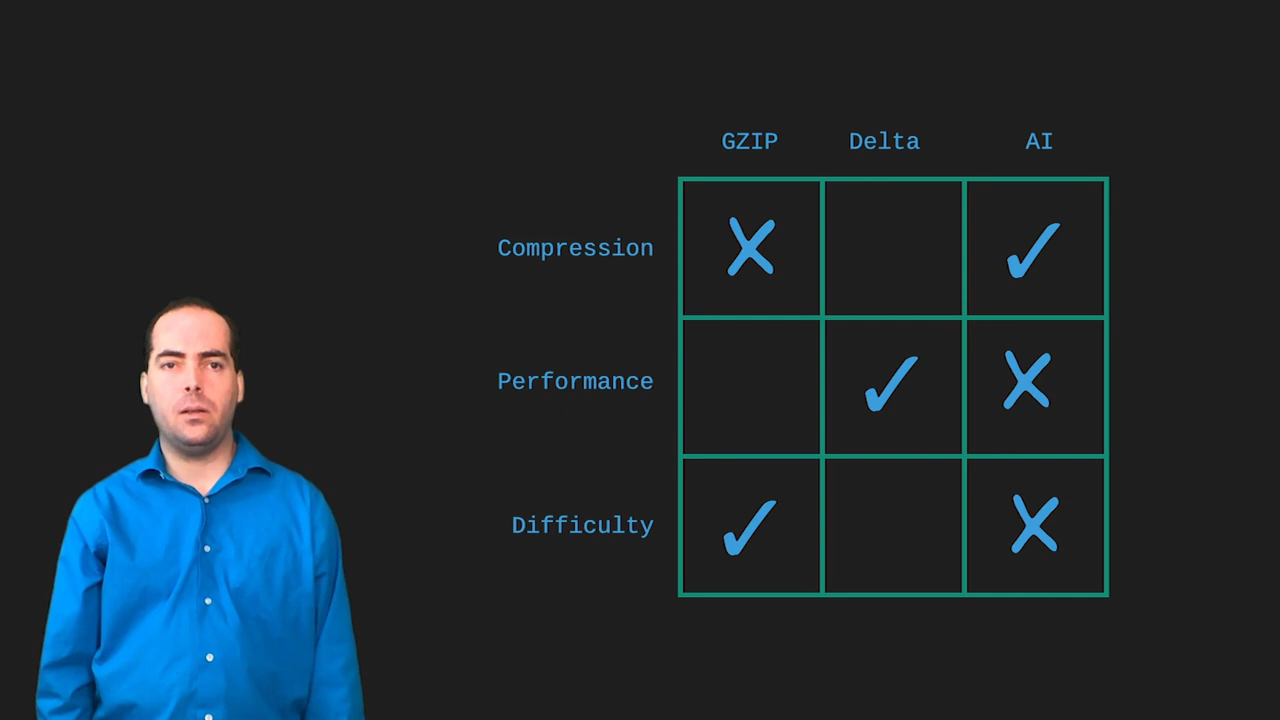 GZIP Delta AI
Compression ✗ ✓
Performance ✓ ✗
Difficulty ✓ ✗